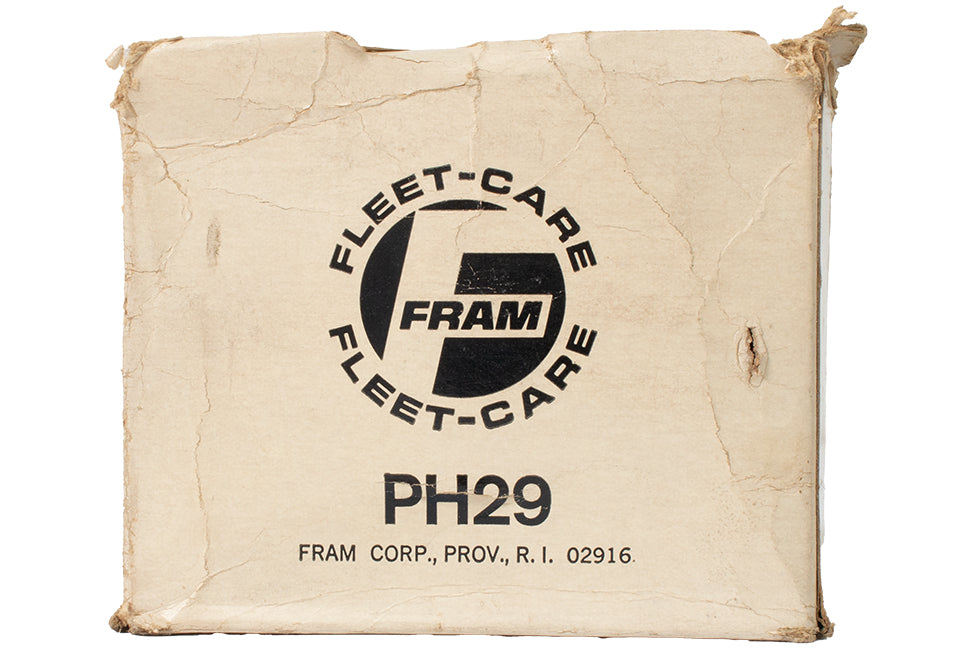 FLEET-CARE
FRAM
FLEET-CARE
PH29
FRAM CORP., PROV., R. I. 02916.